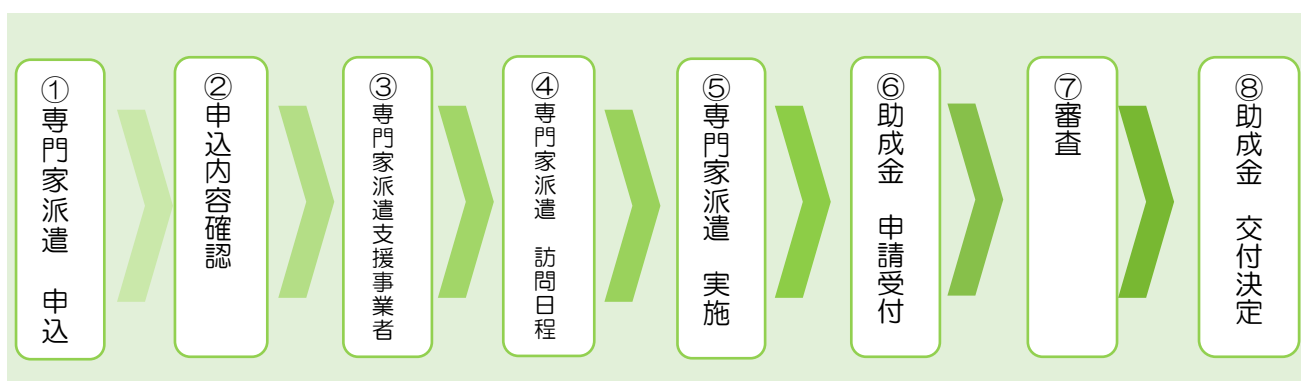 ①専門家派遣　申込
②申込内容確認
③専門家派遣支援事業者
④専門家派遣　訪問日程
⑤専門家派遣　実施
⑥助成金　申請受付
⑦審査
⑧助成金　交付決定